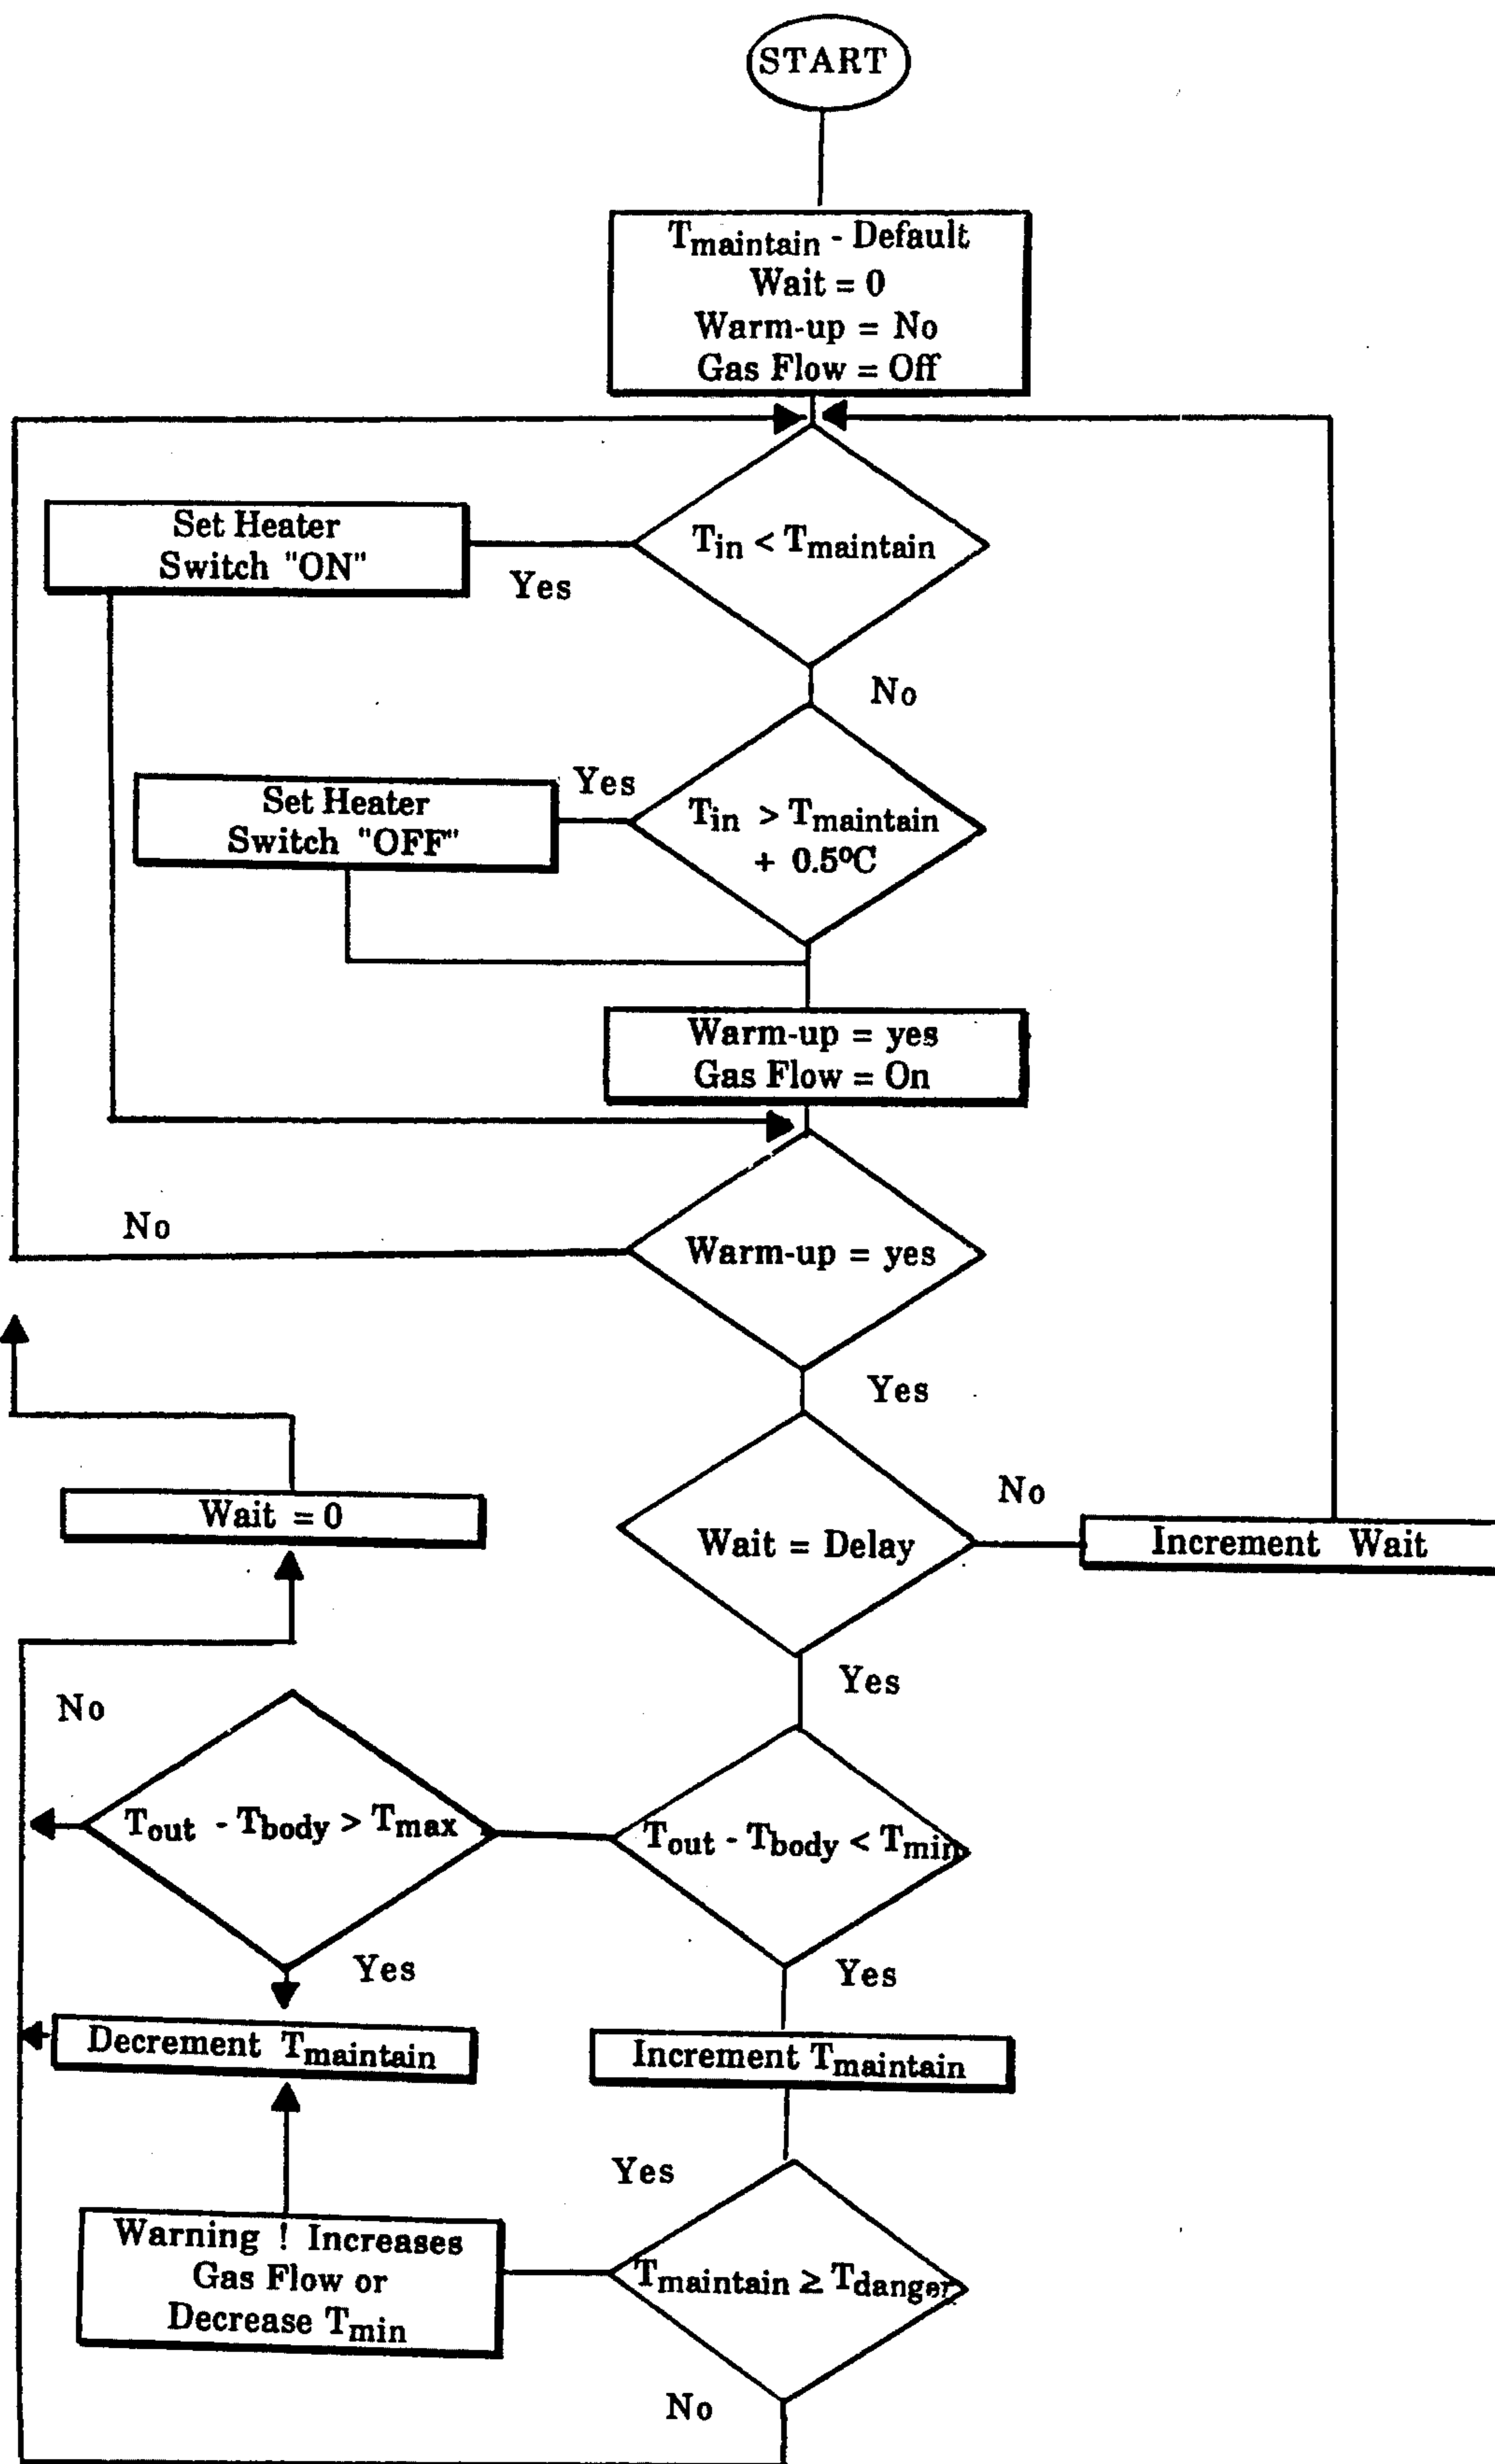 START
Tmaintain - Default
Wait = 0
Warm-up = No
Gas Flow = Off
Set Heater
Switch "ON"
Yes
Tin < Tmaintain
No
Set Heater
Switch "OFF"
Yes
Tin > Tmaintain
+ 0.5ºC
Warm-up = yes
Gas Flow = On
No
Warm-up = yes
Yes
Wait = 0
Wait = Delay
No
Increment Wait
Yes
No
Tout - Tbody > Tmax
Tout - Tbody < Tmin
Yes
Yes
Decrement Tmaintain
Increment Tmaintain
Yes
Warning ! Increases
Gas Flow or
Decrease Tmin
Tmaintain ≥ Tdanger
No